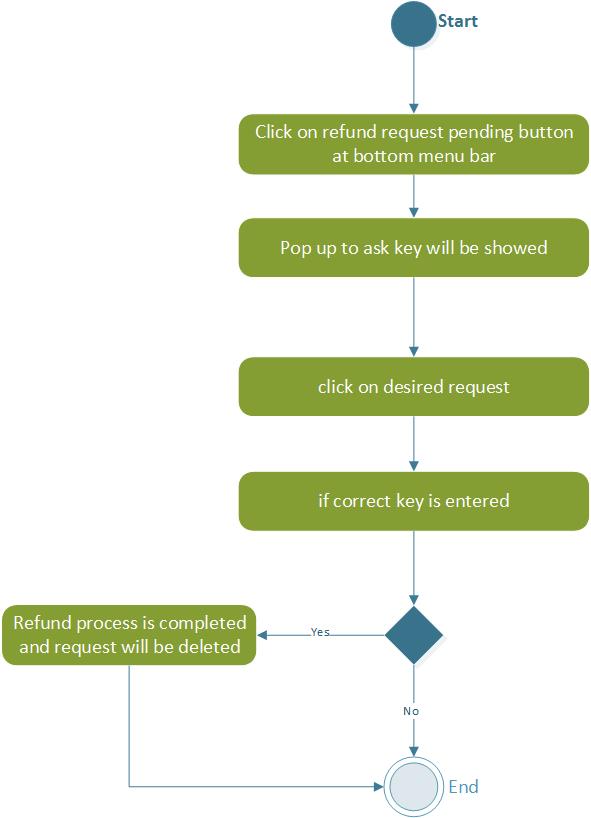 Start
Click on refund request pending button
at bottom menu bar
Pop up to ask key will be showed
click on desired request
if correct key is entered
Refund process is completed
and request will be deleted
Yes
No
End